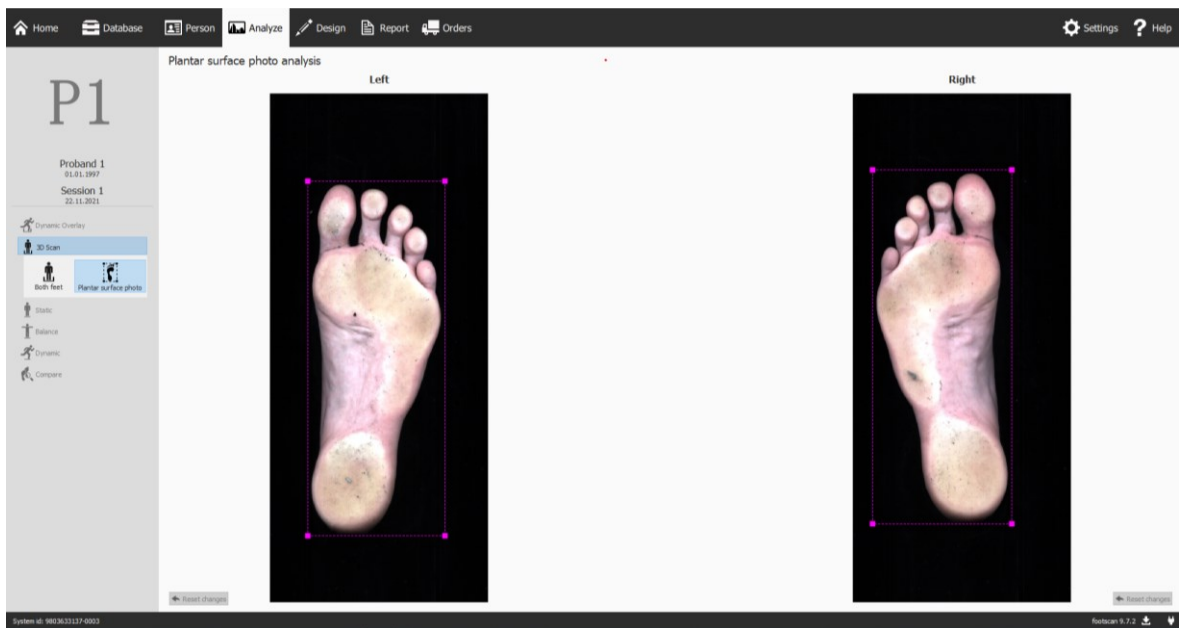 Home Database Person Analyze Design Report Orders Settings Help
Plantar surface photo analysis
Left Right
P1
Proband 1
01.01.1997
Session 1
22.11.2021
Dynamic Overlay
3D Scan
Both feet Plantar surface photo
Static
Balance
Dynamic
Compare
Reset changes Reset changes
System id: 9803633137-0003 footscan 9.7.2